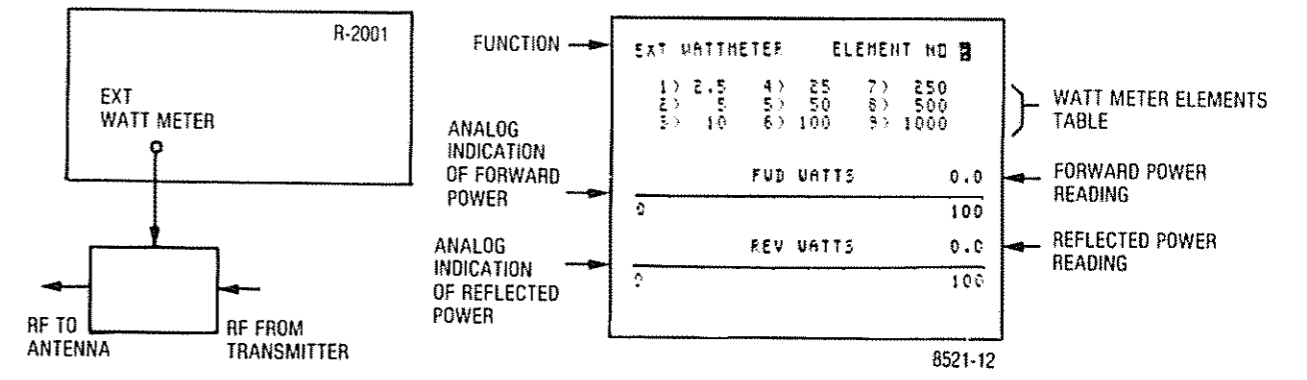 R-2001
EXT
WATT METER
RF TO
ANTENNA
RF FROM
TRANSMITTER
FUNCTION
ANALOG
INDICATION
OF FORWARD
POWER
ANALOG
INDICATION
OF REFLECTED
POWER
EXT WATTMETER ELEMENT NO
1) 2.5 4) 25 7) 250
2) 5 5) 50 8) 500
3) 10 6) 100 9) 1000
FWD WATTS 0.0
0 100
REV WATTS 0.0
0 100
WATT METER ELEMENTS
TABLE
FORWARD POWER
READING
REFLECTED POWER
READING
8521-12